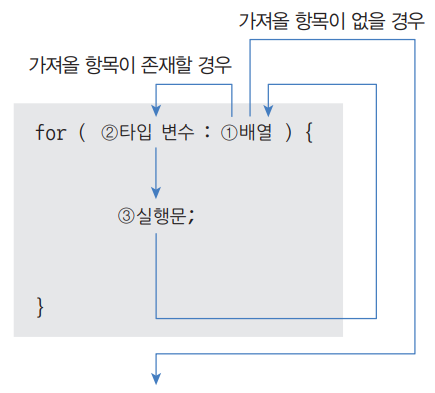 가져올 항목이 없을 경우
가져올 항목이 존재할 경우
for ( ②타입 변수 : ①배열 ) {
③실행문;
}